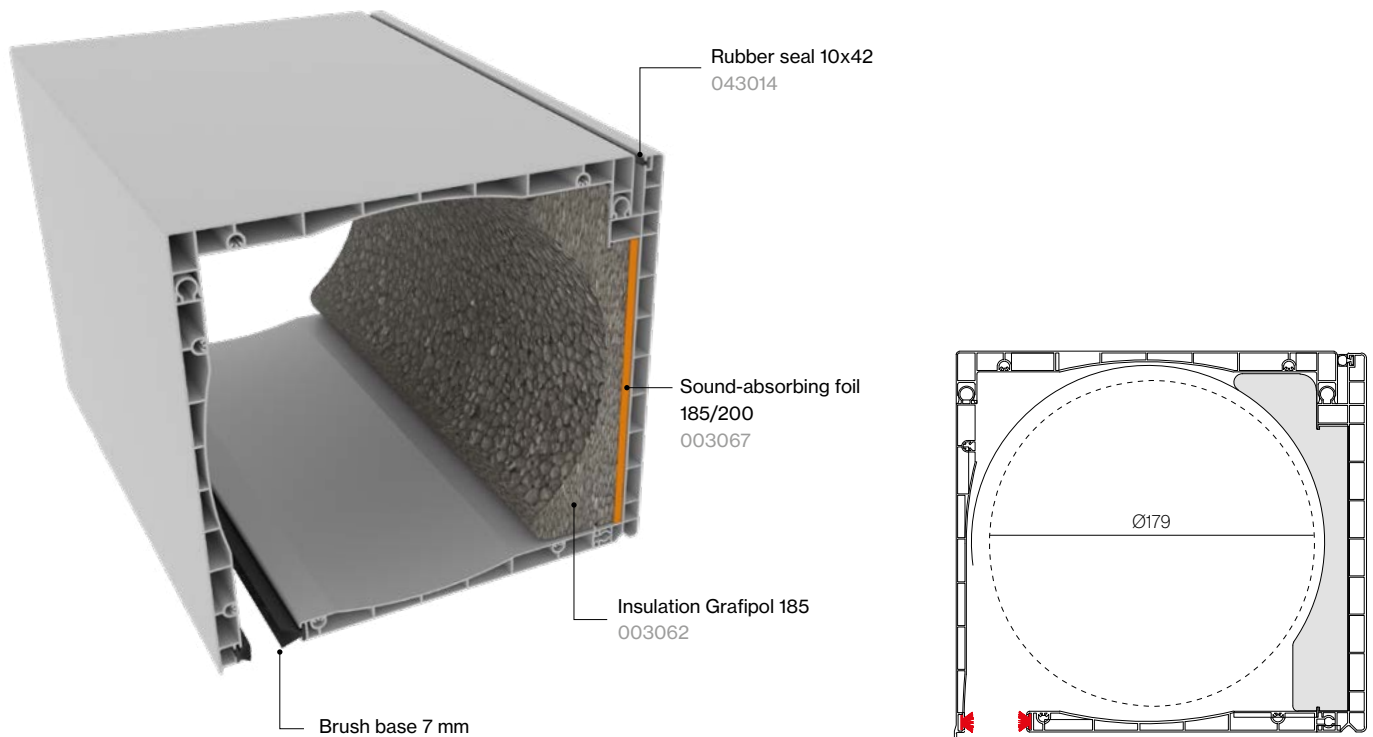 Rubber seal 10x42
043014
Sound-absorbing foil
185/200
003067
Ø179
Insulation Grafipol 185
003062
Brush base 7 mm